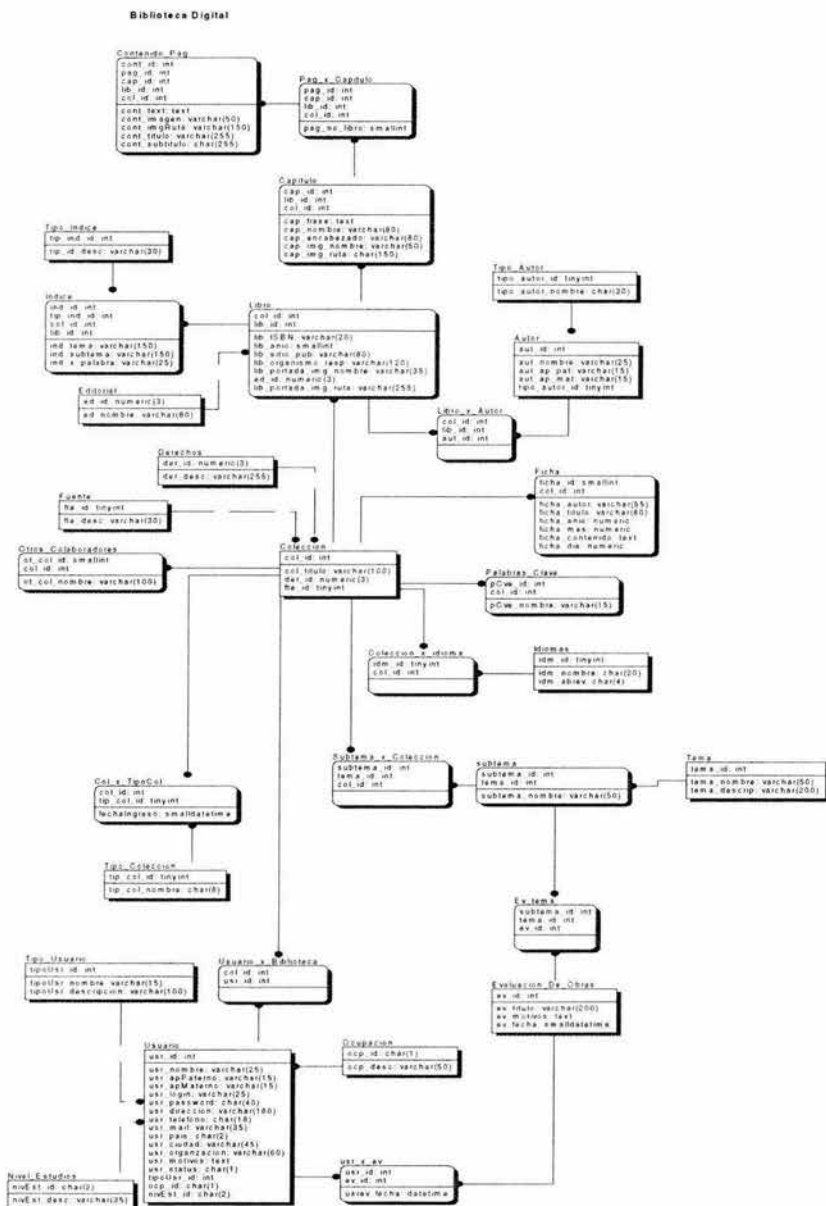 Biblioteca Digital
Contenido_Pag
cont_id: int
pag_id: int
cap_id: int
lib_id: int
col_id: int
cont_text: text
cont_imagen: varchar(50)
cont_imgRuta: varchar(150)
cont_titulo: varchar(255)
cont_subtitulo: char(255)
Pag_x_Capitulo
pag_id: int
cap_id: int
lib_id: int
col_id: int
pag_no_libro: smallint
Capitulo
cap_id: int
lib_id: int
col_id: int
cap_frase: text
cap_nombre: varchar(80)
cap_encabezado: varchar(80)
cap_img_nombre: varchar(50)
cap_img_ruta: char(150)
Tipo_Indice
tip_ind_id: int
tip_id_desc: varchar(30)
Indice
ind_id: int
tip_ind_id: int
col_id: int
lib_id: int
ind_tema: varchar(150)
ind_subtema: varchar(150)
ind_x_palabra: varchar(25)
Libro
col_id: int
lib_id: int
lib_ISBN: varchar(20)
lib_anio: smallint
lib_edic_pub: varchar(80)
lib_organismo_resp: varchar(120)
lib_portada_img_nombre: varchar(35)
ed_id: numeric(3)
lib_portada_img_ruta: varchar(255)
Tipo_Autor
tipo_autor_id: tinyint
tipo_autor_nombre: char(20)
Autor
aut_id: int
aut_nombre: varchar(25)
aut_ap_pat: varchar(15)
aut_ap_mat: varchar(15)
tipo_autor_id: tinyint
Editorial
ed_id: numeric(3)
ed_nombre: varchar(60)
Libro_x_Autor
col_id: int
lib_id: int
aut_id: int
Derechos
der_id: numeric(3)
der_desc: varchar(255)
Fuente
fte_id: tinyint
fte_desc: varchar(30)
Ficha
ficha_id: smallint
col_id: int
ficha_autor: varchar(55)
ficha_titulo: varchar(80)
ficha_anio: numeric
ficha_mes: numeric
ficha_contenido: text
ficha_dia: numeric
Otros_Colaboradores
ot_col_id: smallint
col_id: int
ot_col_nombre: varchar(100)
Coleccion
col_id: int
col_titulo: varchar(100)
der_id: numeric(3)
fte_id: tinyint
Palabras_Clave
pCve_id: int
col_id: int
pCve_nombre: varchar(15)
Coleccion_x_idioma
idm_id: tinyint
col_id: int
Idiomas
idm_id: tinyint
idm_nombre: char(20)
idm_abrev: char(4)
Subtema_x_Coleccion
subtema_id: int
tema_id: int
col_id: int
subtema
subtema_id: int
tema_id: int
subtema_nombre: varchar(50)
Tema
tema_id: int
tema_nombre: varchar(50)
tema_descrip: varchar(200)
Col_x_TipoCol
col_id: int
tip_col_id: tinyint
fechaIngreso: smalldatetime
Tipo_Coleccion
tip_col_id: tinyint
tip_col_nombre: char(8)
Ev_tema
subtema_id: int
tema_id: int
ev_id: int
Tipo_Usuario
tipoUsr_id: int
tipoUsr_nombre: varchar(15)
tipoUsr_descripcion: varchar(100)
Usuario_x_Biblioteca
col_id: int
usr_id: int
Evaluacion_De_Obras
ev_id: int
ev_titulo: varchar(200)
ev_motivos: text
ev_fecha: smalldatetime
Usuario
usr_id: int
usr_nombre: varchar(25)
usr_apPaterno: varchar(15)
usr_apMaterno: varchar(15)
usr_login: varchar(25)
usr_password: char(40)
usr_direccion: varchar(180)
usr_telefono: char(18)
usr_mail: varchar(35)
usr_pais: char(2)
usr_ciudad: varchar(45)
usr_organzacion: varchar(60)
usr_motivos: text
usr_status: char(1)
tipoUsr_id: int
ocp_id: char(1)
nivEst_id: char(2)
Ocupacion
ocp_id: char(1)
ocp_desc: varchar(50)
usr_x_ev
usr_id: int
ev_id: int
usrev_fecha: datetime
Nivel_Estudios
nivEst_id: char(2)
nivEst_desc: varchar(25)